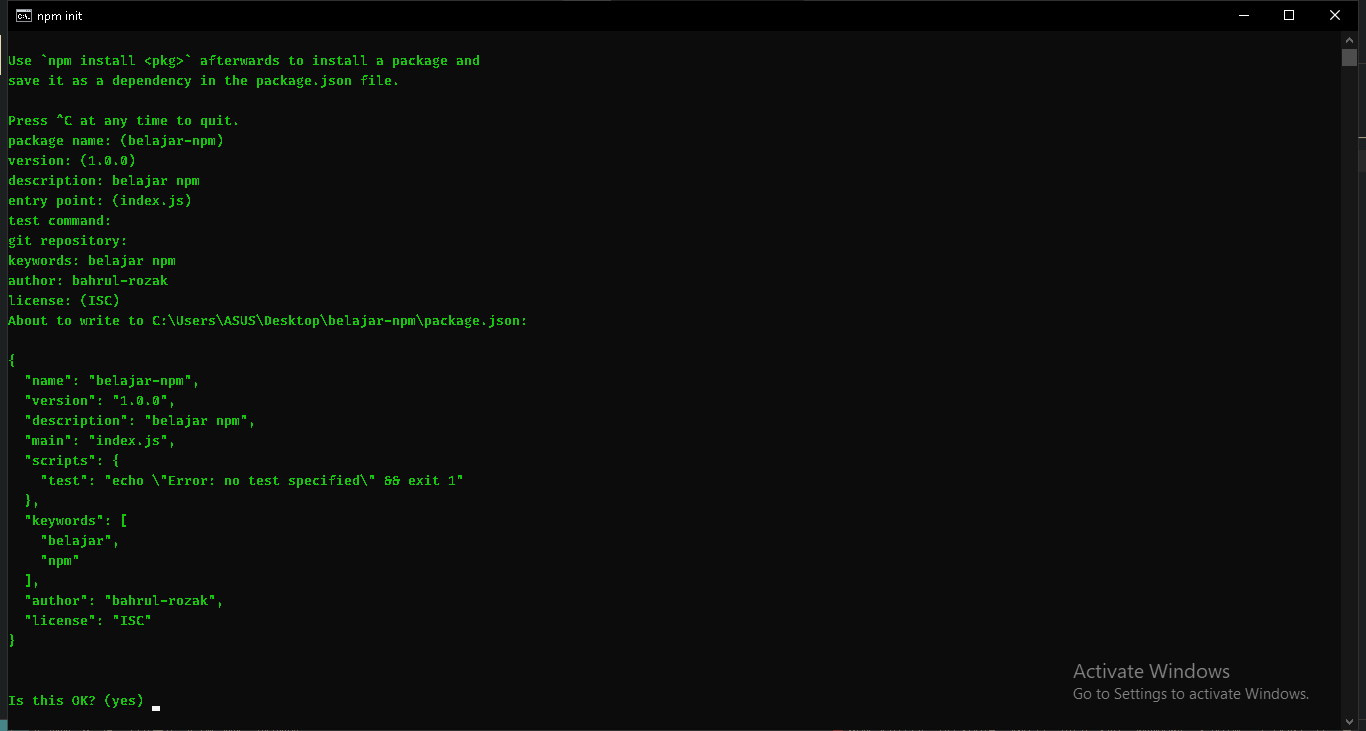 npm init
Use `npm install <pkg>` afterwards to install a package and
save it as a dependency in the package.json file.
Press ^C at any time to quit.
package name: (belajar-npm)
version: (1.0.0)
description: belajar npm
entry point: (index.js)
test command:
git repository:
keywords: belajar npm
author: bahrul-rozak
license: (ISC)
About to write to C:\Users\ASUS\Desktop\belajar-npm\package.json:
{
  "name": "belajar-npm",
  "version": "1.0.0",
  "description": "belajar npm",
  "main": "index.js",
  "scripts": {
    "test": "echo \"Error: no test specified\" && exit 1"
  },
  "keywords": [
    "belajar",
    "npm"
  ],
  "author": "bahrul-rozak",
  "license": "ISC"
}
Is this OK? (yes)
Activate Windows
Go to Settings to activate Windows.